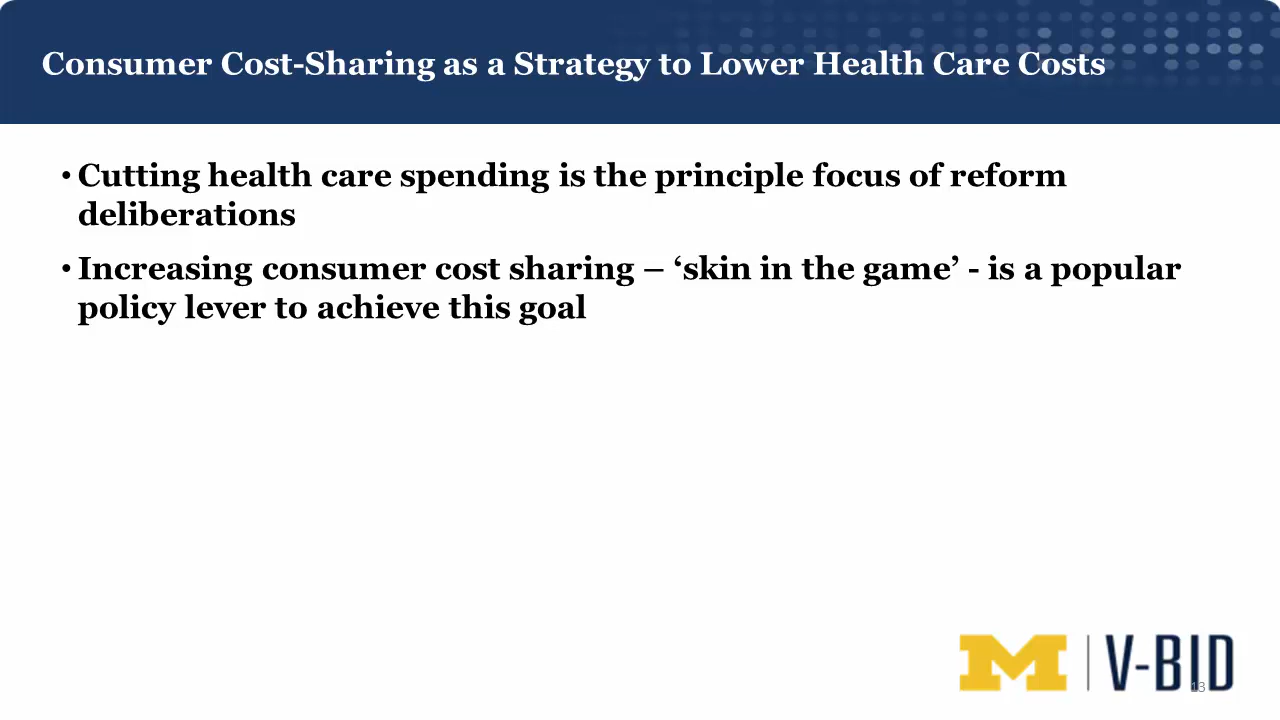 Consumer Cost-Sharing as a Strategy to Lower Health Care Costs
• Cutting health care spending is the principle focus of reform
deliberations
• Increasing consumer cost sharing – ‘skin in the game’ - is a popular
policy lever to achieve this goal
M | V-BID
13